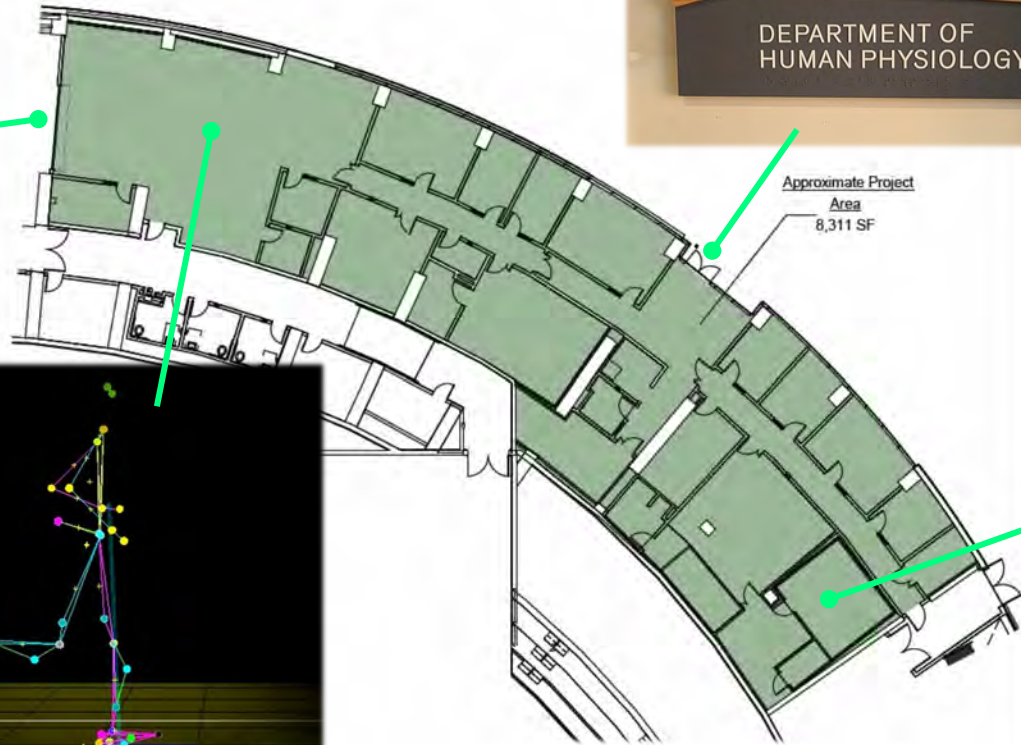 DEPARTMENT OF
HUMAN PHYSIOLOGY
Approximate Project
Area
8,311 SF